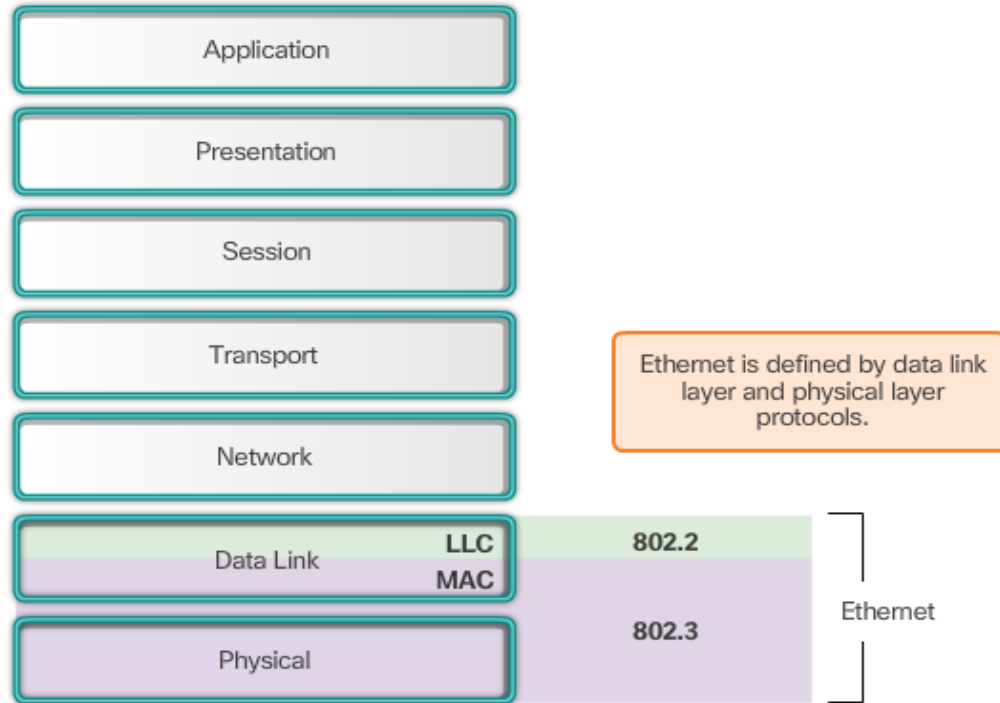 Application
Presentation
Session
Transport
Ethernet is defined by data link
layer and physical layer
protocols.
Network
LLC
802.2
Data Link
MAC
802.3
Ethernet
Physical